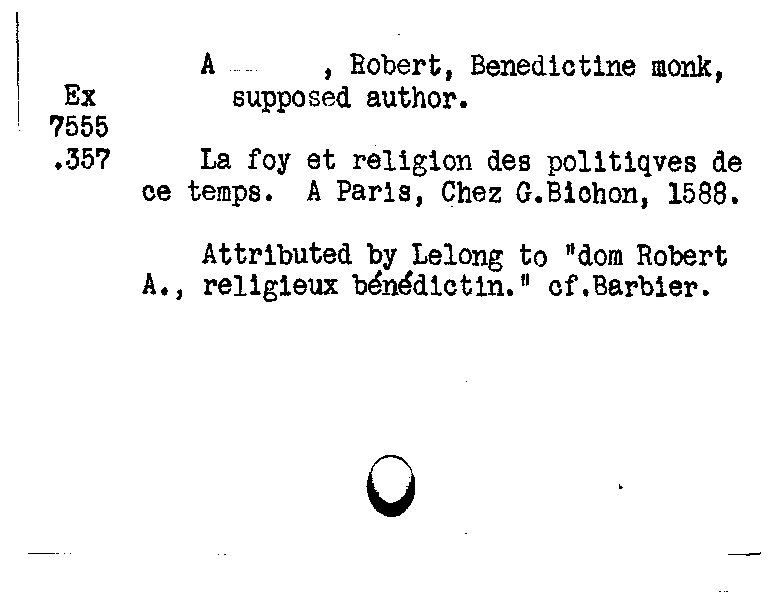 A        , Robert, Benedictine monk,
Ex supposed author.
7555
.357 La foy et religion des politiqves de
ce temps. A Paris, Chez G.Bichon, 1588.
Attributed by Lelong to "dom Robert
A., religieux bénédictin." cf.Barbier.